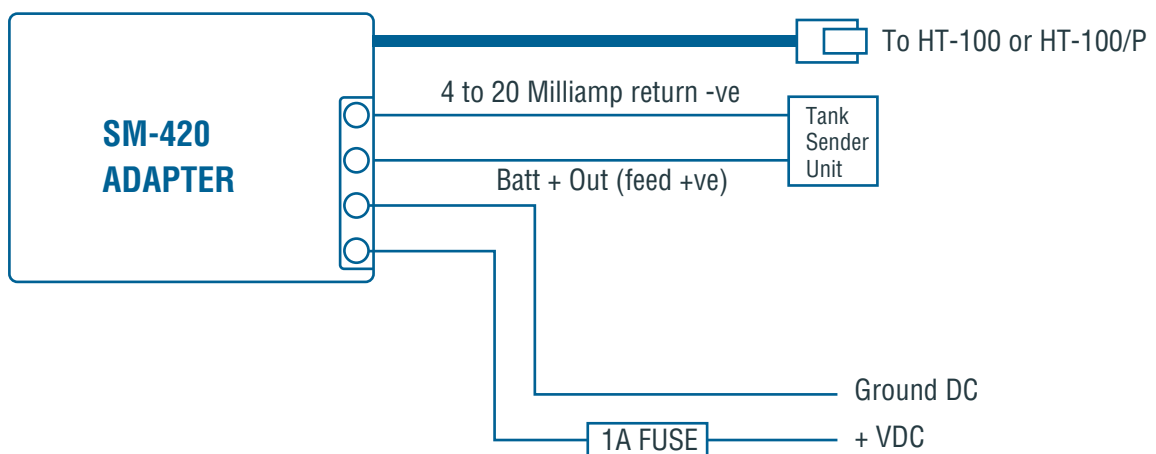 To HT-100 or HT-100/P
4 to 20 Milliamp return -ve
SM-420
ADAPTER
Tank
Sender
Unit
Batt + Out (feed +ve)
Ground DC
1A FUSE
+ VDC